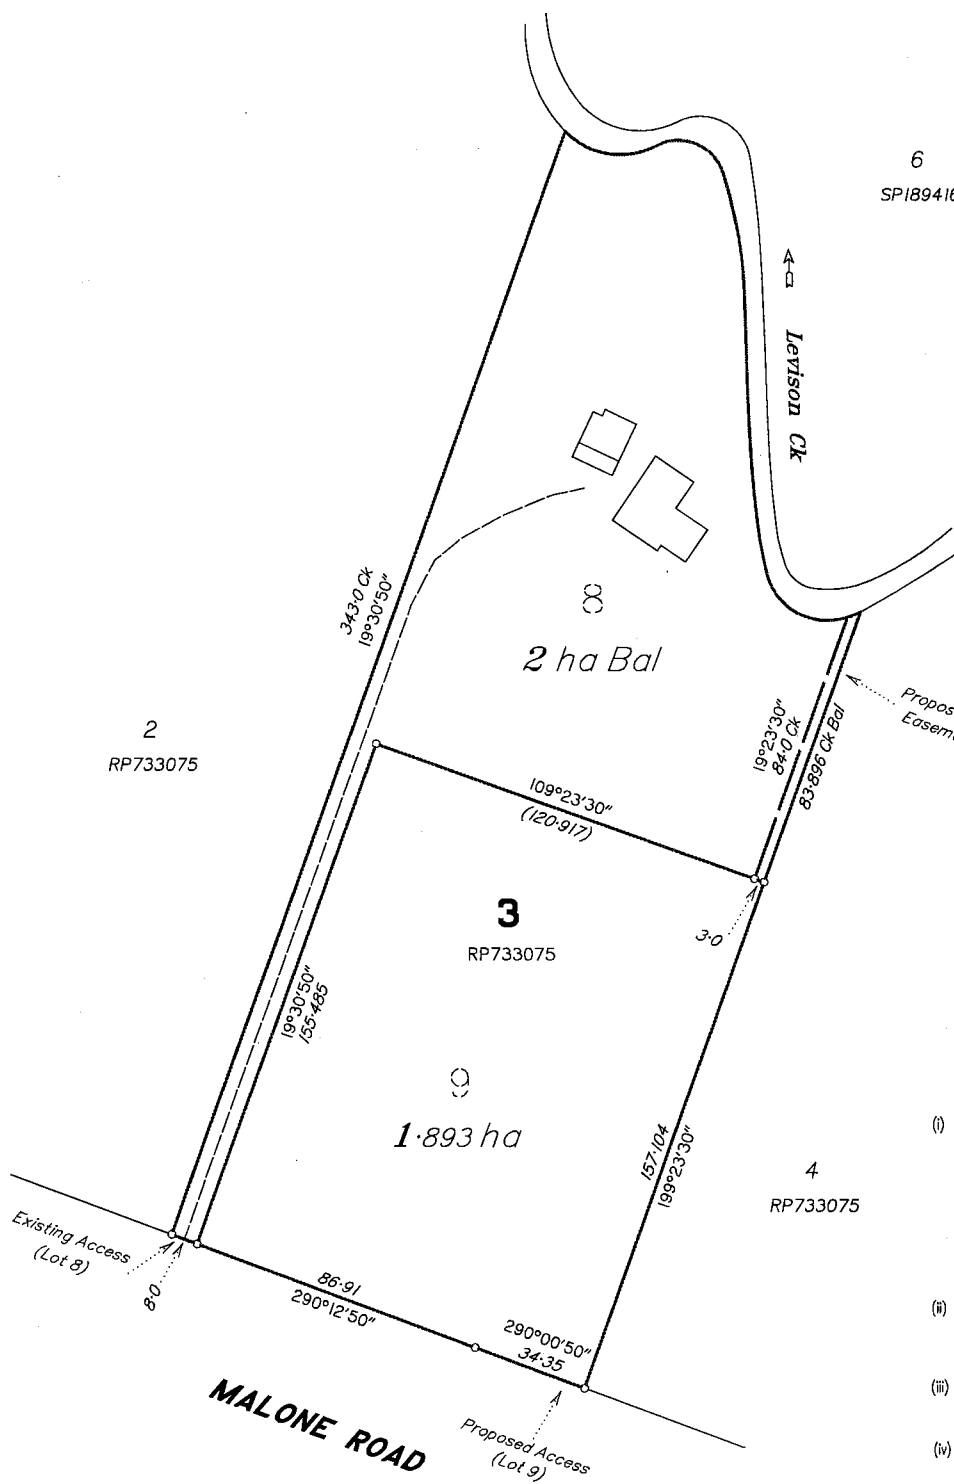 6
SP189416
Levison Ck
343·0 Ck
19°30'50"
8
2 ha Bal
2
RP733075
19°23'30"
84·0 Ck
83·896 Ck Bal
109°23'30"
(120·917)
3·0
3
RP733075
19°30'50"
155·485
9
1·893 ha
157·104
199°23'30"
4
RP733075
(i)
Existing Access
(Lot 8)
8·0
86·91
290°12'50"
290°00'50"
34·35
(ii)
(iii)
(iv)
MALONE ROAD
Proposed Access
(Lot 9)